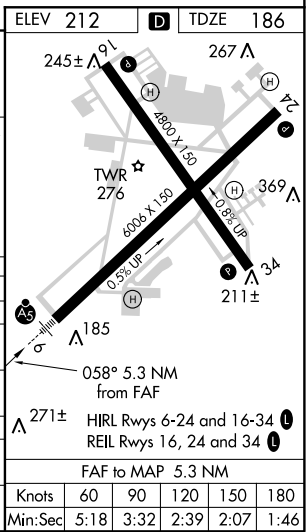 ELEV 212 D TDZE 186
245± 16 267
P H
24
4800 X 150 P
TWR
276
H 369
6006 X 150 0.8% UP
0.5% UP
P 34
H 211±
A5
6 185
058° 5.3 NM
from FAF
271± HIRL Rwys 6-24 and 16-34 L
REIL Rwys 16, 24 and 34 L
FAF to MAP 5.3 NM
Knots 60 90 120 150 180
Min:Sec 5:18 3:32 2:39 2:07 1:46